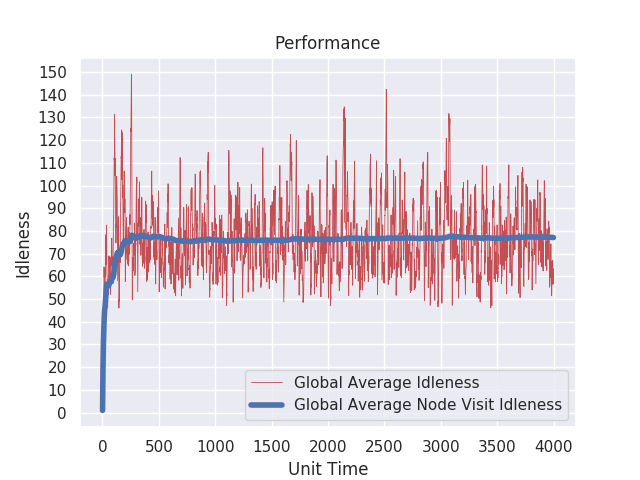 Performance
150
140
130
120
110
100
90
80
70
60
50
40
30
20
10
0
Idleness
Global Average Idleness
Global Average Node Visit Idleness
0 500 1000 1500 2000 2500 3000 3500 4000
Unit Time